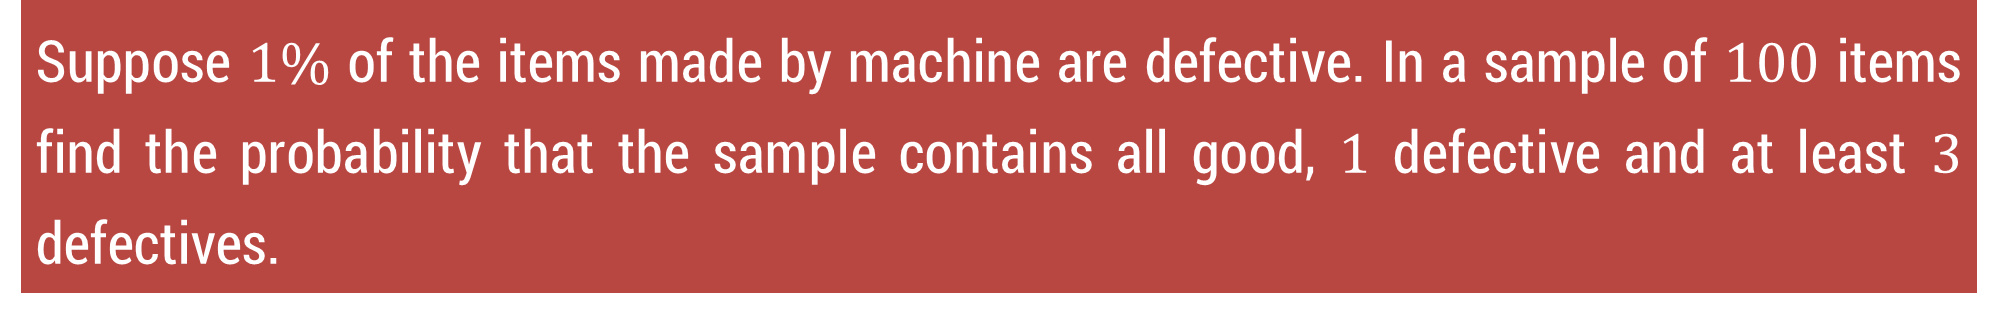 Suppose 1% of the items made by machine are defective. In a sample of 100 items
find the probability that the sample contains all good, 1 defective and at least 3
defectives.